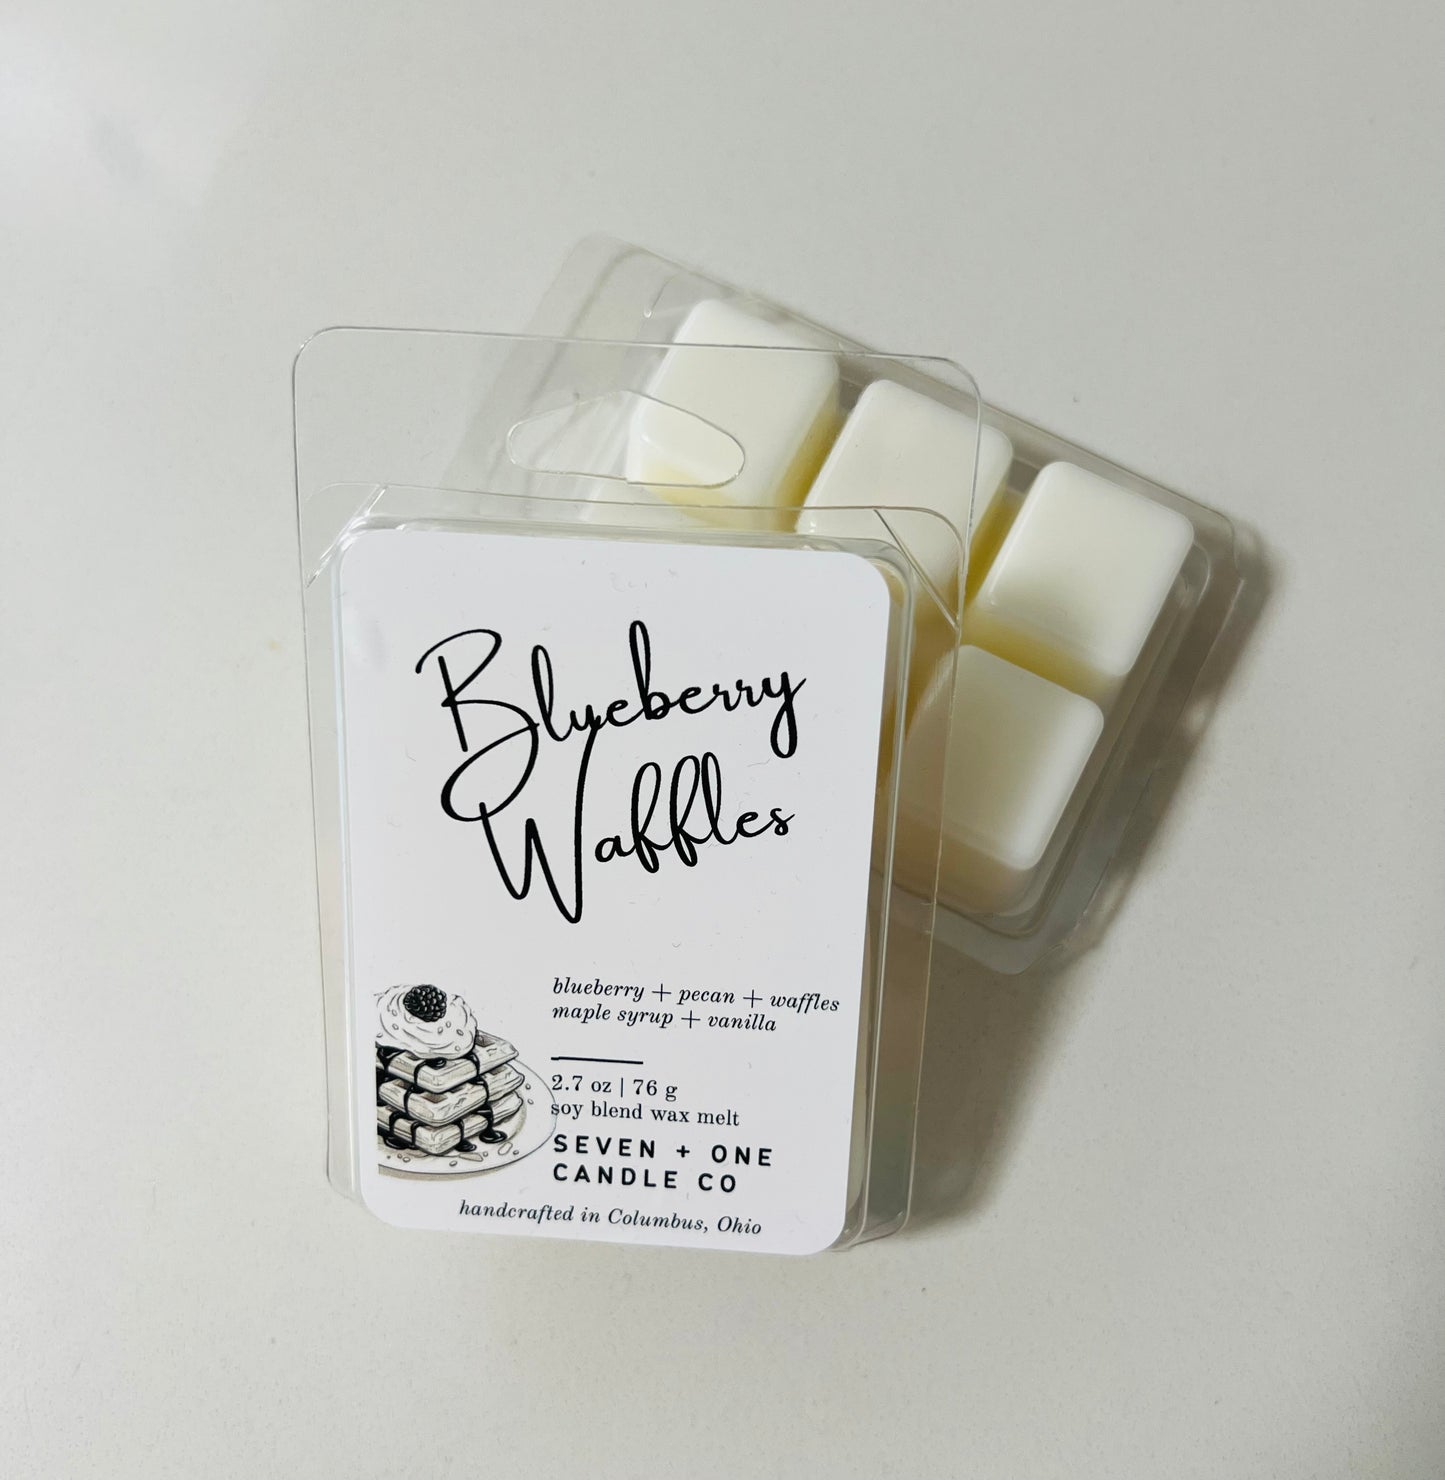 Blueberry
Waffles
blueberry + pecan + waffles
maple syrup + vanilla
2.7 oz | 76 g
soy blend wax melt
SEVEN + ONE
CANDLE CO
handcrafted in Columbus, Ohio